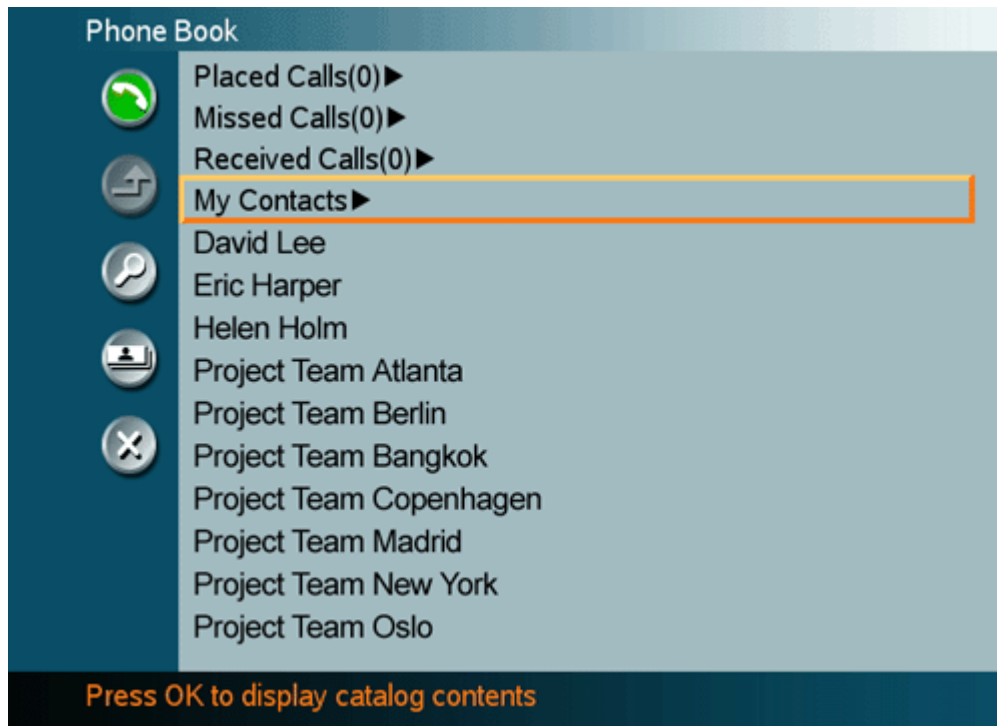 Phone Book
Placed Calls(0)▶
Missed Calls(0)▶
Received Calls(0)▶
My Contacts▶
David Lee
Eric Harper
Helen Holm
Project Team Atlanta
Project Team Berlin
Project Team Bangkok
Project Team Copenhagen
Project Team Madrid
Project Team New York
Project Team Oslo
Press OK to display catalog contents